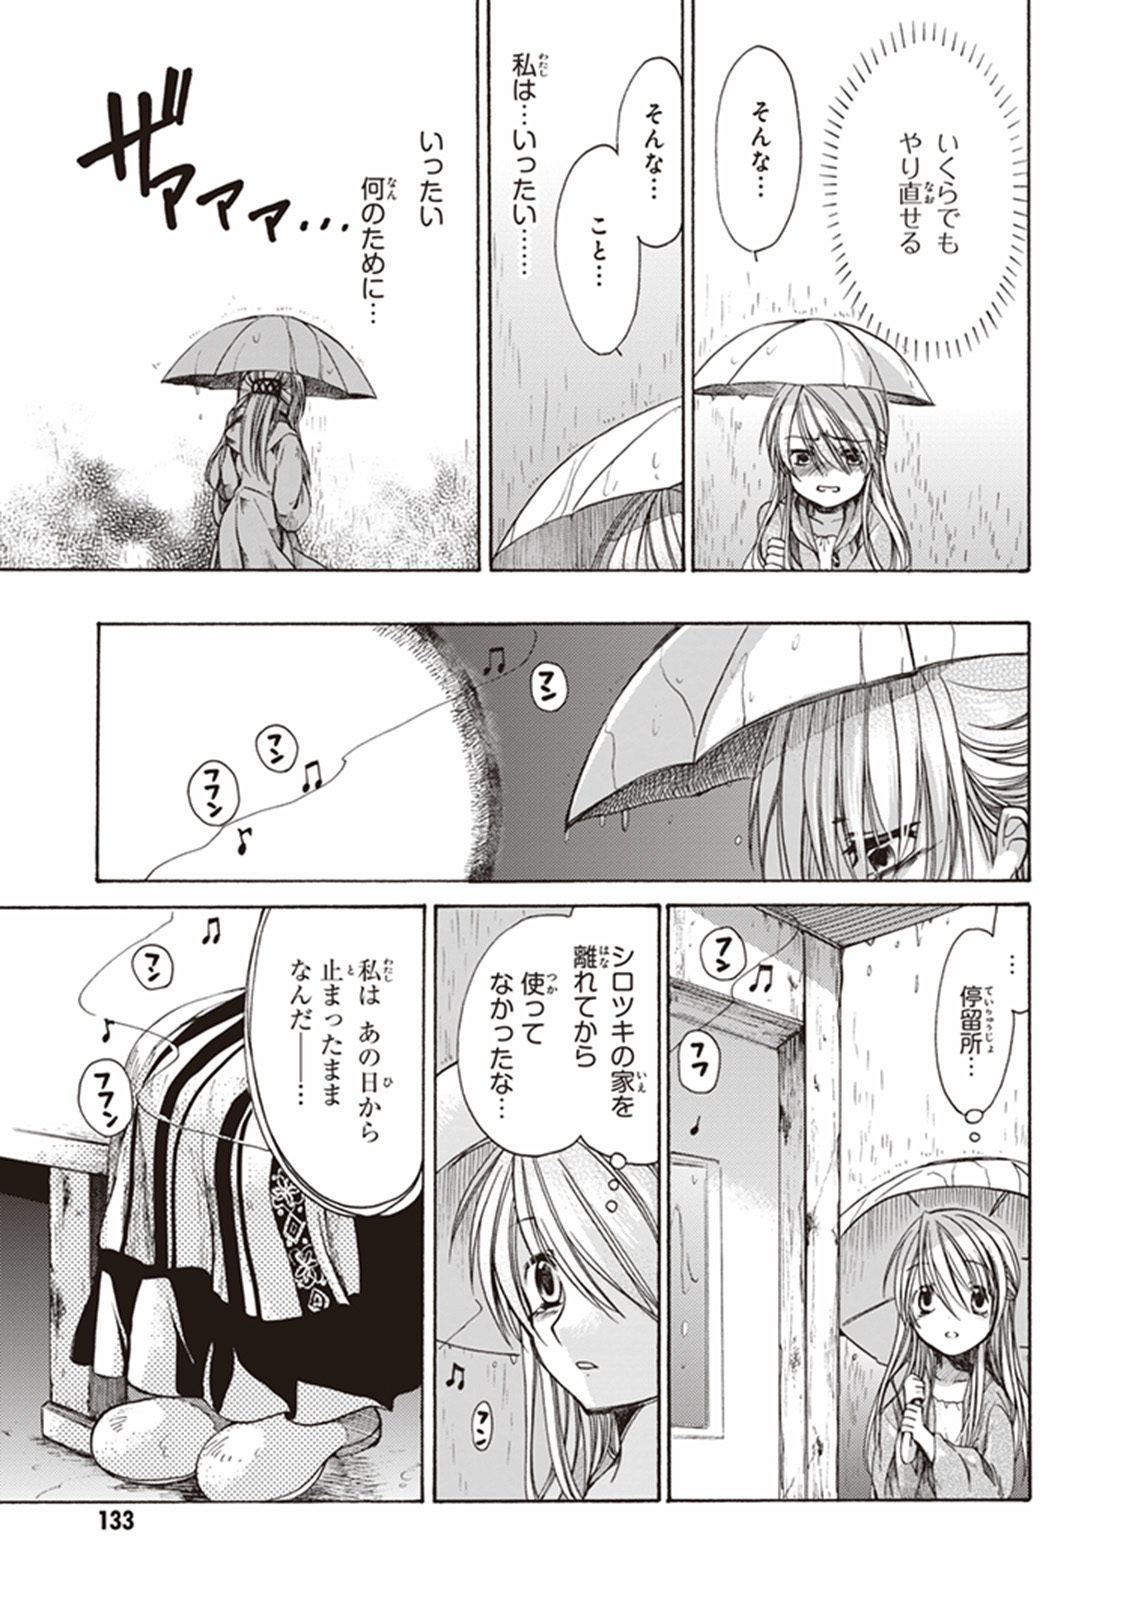 いくらでも
やり直せる
そんな…
そんな…
こと…
私は…いったい……
いったい
何のために…
ザァァァ…
フン
フン
フフン
…
停留所…
フン
フフ
シロツキの家を
離れてから
使って
なかったな…
フン
私は あの日から
止まったまま
なんだ――…
フン
フフン
133